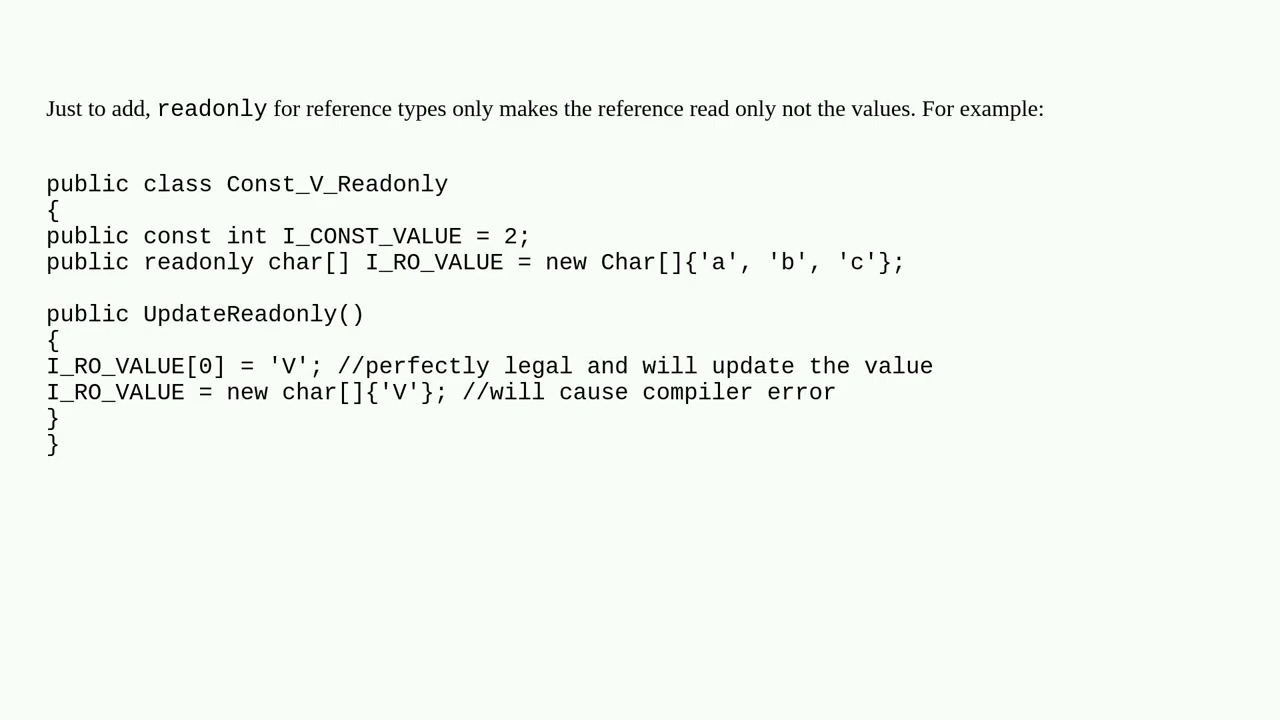 Just to add, readonly for reference types only makes the reference read only not the values. For example:
public class Const_V_Readonly
{
public const int I_CONST_VALUE = 2;
public readonly char[] I_RO_VALUE = new Char[]{'a', 'b', 'c'};
public UpdateReadonly()
{
I_RO_VALUE[0] = 'V'; //perfectly legal and will update the value
I_RO_VALUE = new char[]{'V'}; //will cause compiler error
}
}